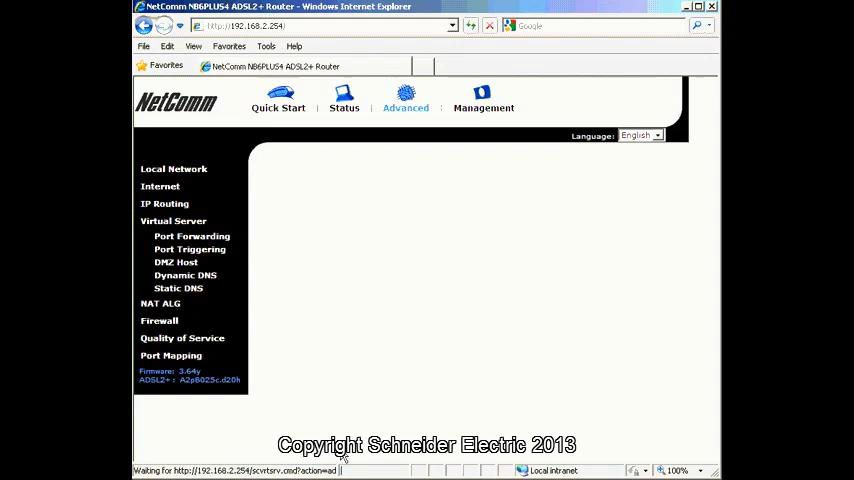 NetComm NB6PLUS4 ADSL2+ Router - Windows Internet Explorer
http://192.168.2.254/
Google
File Edit View Favorites Tools Help
Favorites NetComm NB6PLUS4 ADSL2+ Router
NetComm
Quick Start Status Advanced Management
Language: English
Local Network
Internet
IP Routing
Virtual Server
Port Forwarding
Port Triggering
DMZ Host
Dynamic DNS
Static DNS
NAT ALG
Firewall
Quality of Service
Port Mapping
Firmware: 3.64y
ADSL2+: A2pB025c.d20h
Copyright Schneider Electric 2013
Waiting for http://192.168.2.254/scvrtsrv.cmd?action=ad Local intranet 100%